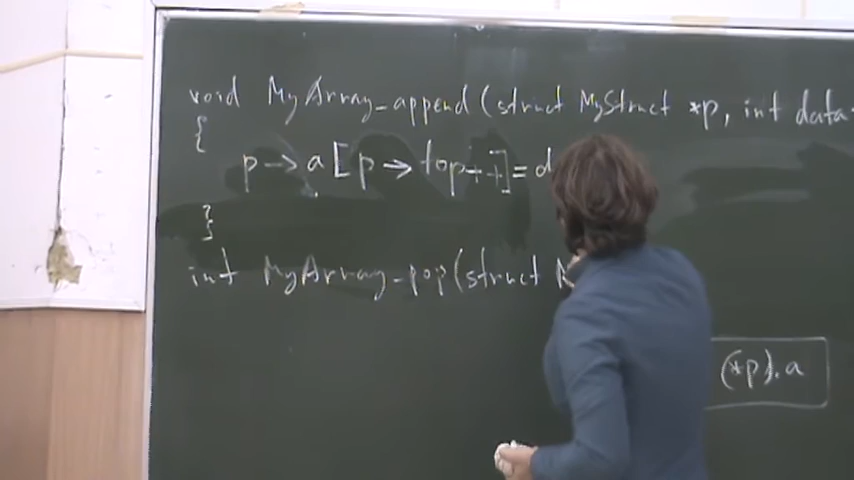 void MyArray_append(struct MyStruct *p, int data
{
p->a[p->top++]=d
}
int MyArray_pop(struct M
(*p).a